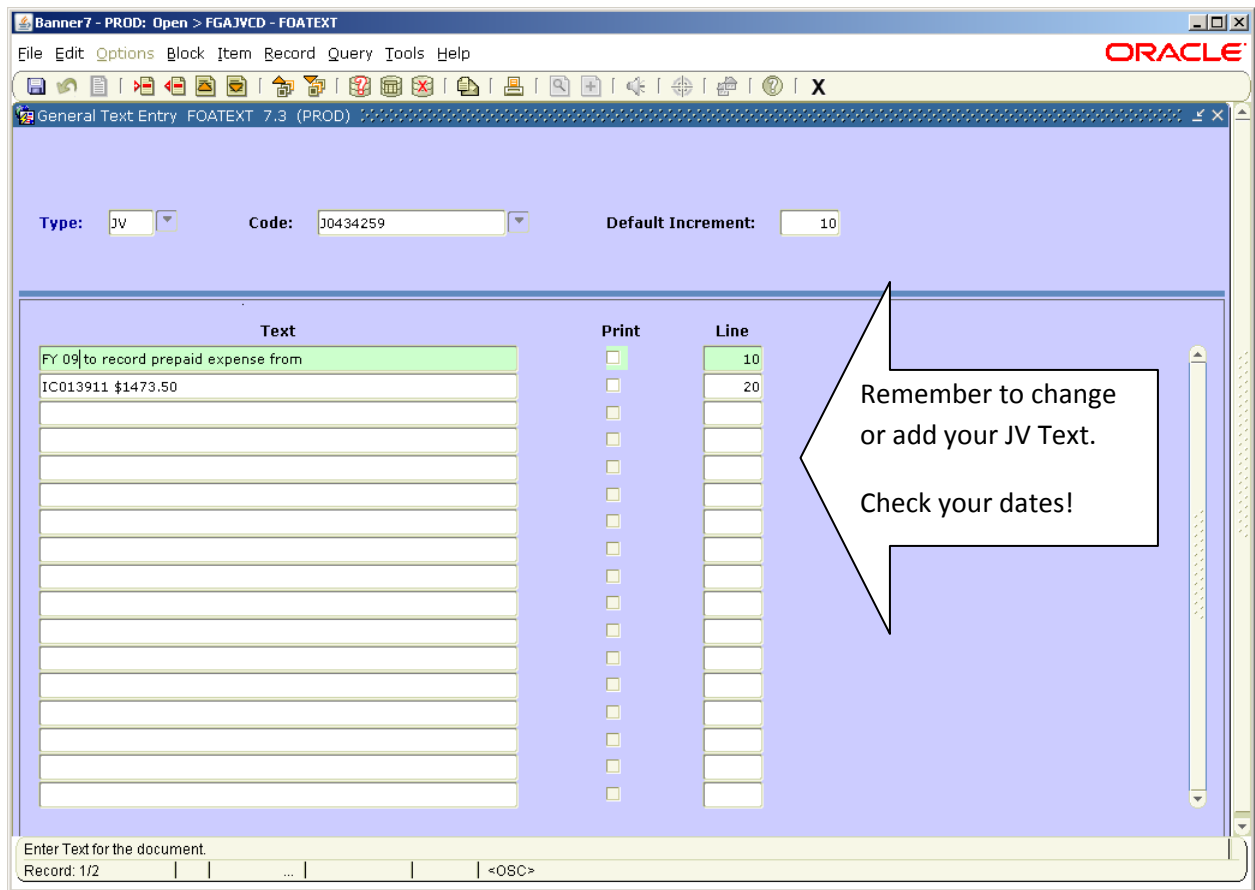 Banner7 - PROD: Open > FGAJVCD - FOATEXT
File Edit Options Block Item Record Query Tools Help
ORACLE
X
General Text Entry FOATEXT 7.3 (PROD)
Type: JV Code: J0434259 Default Increment: 10
Text Print Line
FY 09 to record prepaid expense from 10
IC013911 $1473.50 20
Remember to change
or add your JV Text.
Check your dates!
Enter Text for the document.
Record: 1/2 ... <OSC>